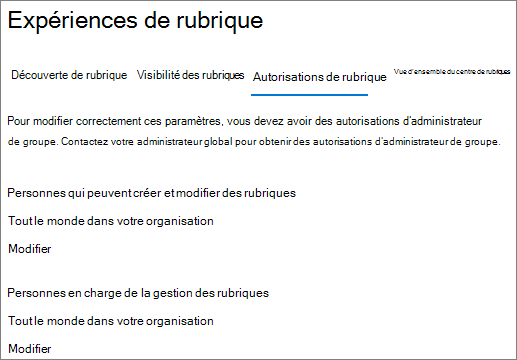 Expériences de rubrique
Découverte de rubrique Visibilité des rubriques Autorisations de rubrique Vue d'ensemble du centre de rubriques
Pour modifier correctement ces paramètres, vous devez avoir des autorisations d'administrateur
de groupe. Contactez votre administrateur global pour obtenir des autorisations d'administrateur de groupe.
Personnes qui peuvent créer et modifier des rubriques
Tout le monde dans votre organisation
Modifier
Personnes en charge de la gestion des rubriques
Tout le monde dans votre organisation
Modifier